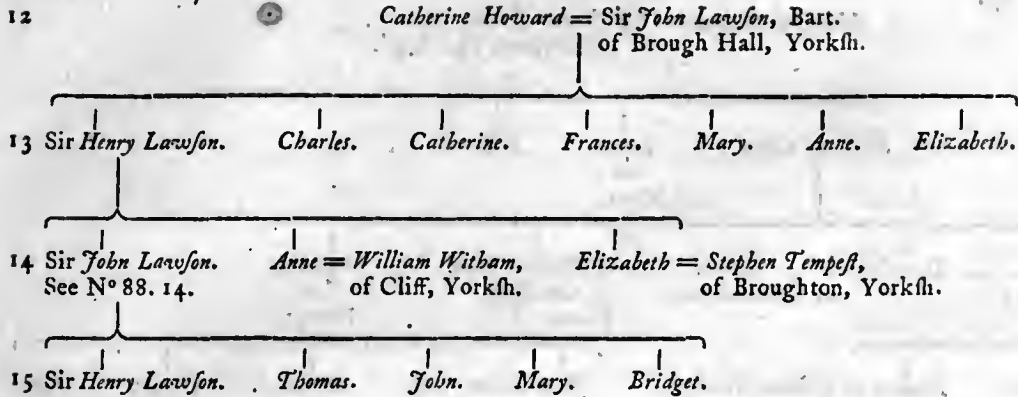 12 Catherine Howard = Sir John Lawſon, Bart.
of Brough Hall, Yorkſh.
13 Sir Henry Lawſon. Charles. Catherine. Frances. Mary. Anne. Elizabeth.
14 Sir John Lawſon. Anne = William Witham, Elizabeth = Stephen Tempeſt,
See Nº 88. 14. of Cliff, Yorkſh. of Broughton, Yorkſh.
15 Sir Henry Lawſon. Thomas. John. Mary. Bridget.